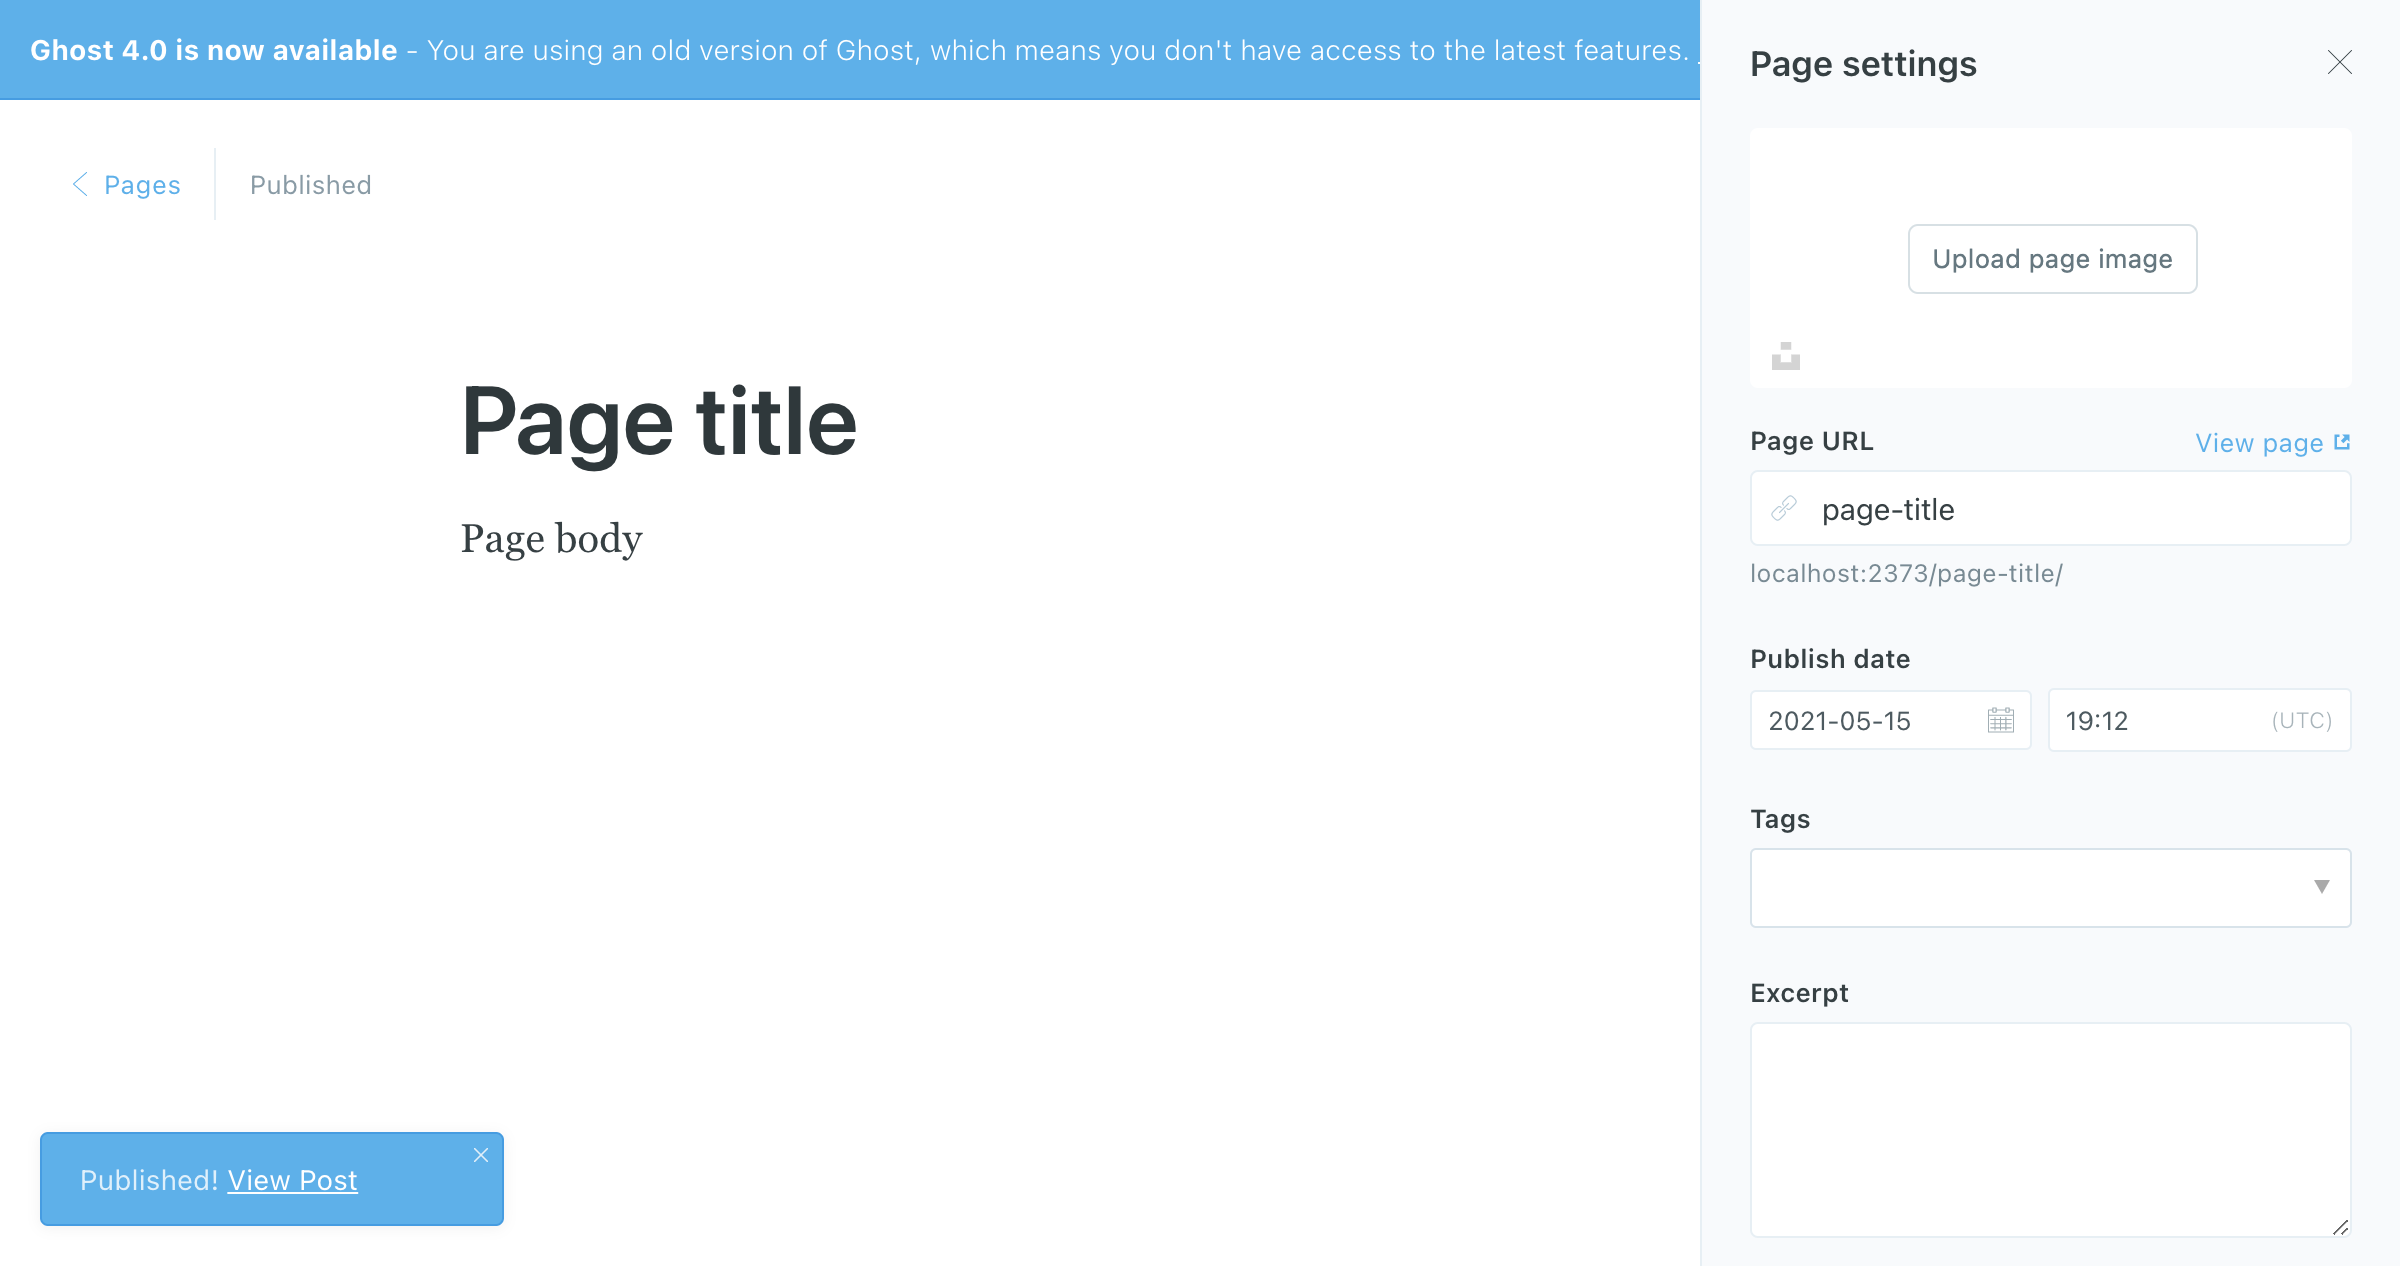 Ghost 4.0 is now available - You are using an old version of Ghost, which means you don't have access to the latest features.
Pages
Published
Page title
Page body
Published! View Post
Page settings
Upload page image
Page URL
View page
page-title
localhost:2373/page-title/
Publish date
2021-05-15
19:12 (UTC)
Tags
Excerpt